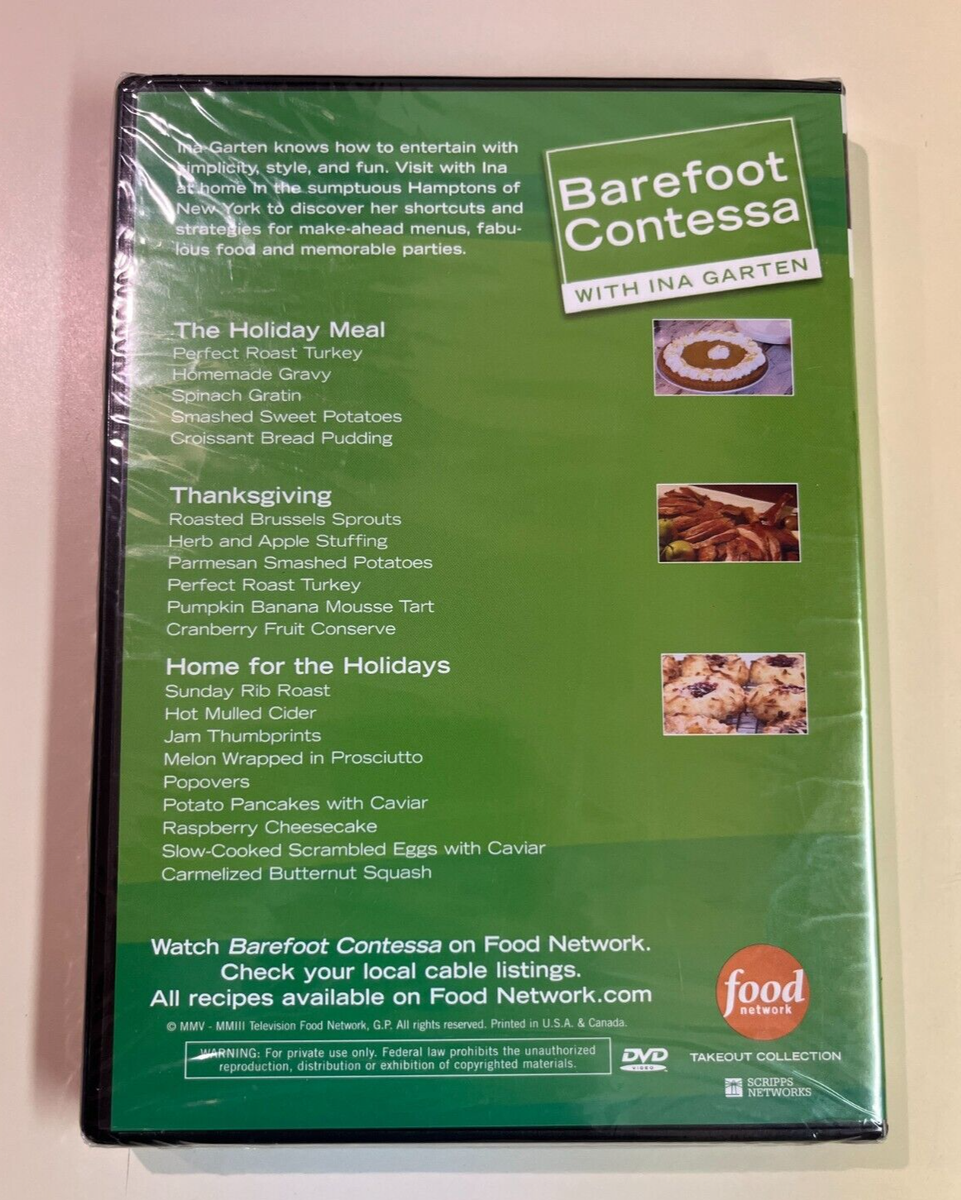 Ina Garten knows how to entertain with
simplicity, style, and fun. Visit with Ina
at home in the sumptuous Hamptons of
New York to discover her shortcuts and
strategies for make-ahead menus, fabu-
lous food and memorable parties.
Barefoot
Contessa
WITH INA GARTEN
The Holiday Meal
Perfect Roast Turkey
Homemade Gravy
Spinach Gratin
Smashed Sweet Potatoes
Croissant Bread Pudding
Thanksgiving
Roasted Brussels Sprouts
Herb and Apple Stuffing
Parmesan Smashed Potatoes
Perfect Roast Turkey
Pumpkin Banana Mousse Tart
Cranberry Fruit Conserve
Home for the Holidays
Sunday Rib Roast
Hot Mulled Cider
Jam Thumbprints
Melon Wrapped in Prosciutto
Popovers
Potato Pancakes with Caviar
Raspberry Cheesecake
Slow-Cooked Scrambled Eggs with Caviar
Carmelized Butternut Squash
Watch Barefoot Contessa on Food Network.
Check your local cable listings.
All recipes available on Food Network.com
© MMV - MMIII Television Food Network, G.P. All rights reserved. Printed in U.S.A. & Canada.
WARNING: For private use only. Federal law prohibits the unauthorized
reproduction, distribution or exhibition of copyrighted materials.
DVD
VIDEO
food
network
TAKEOUT COLLECTION
SCRIPPS
NETWORKS